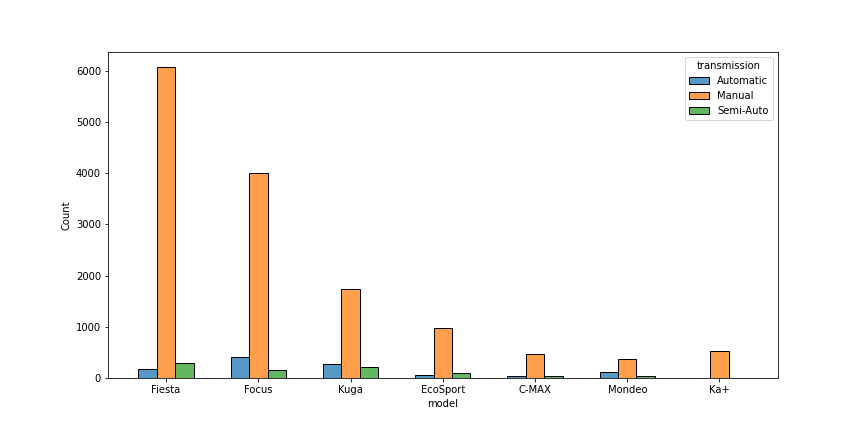 transmission
Automatic
Manual
Semi-Auto
6000
5000
4000
3000
2000
1000
0
Count
Fiesta Focus Kuga EcoSport C-MAX Mondeo Ka+
model